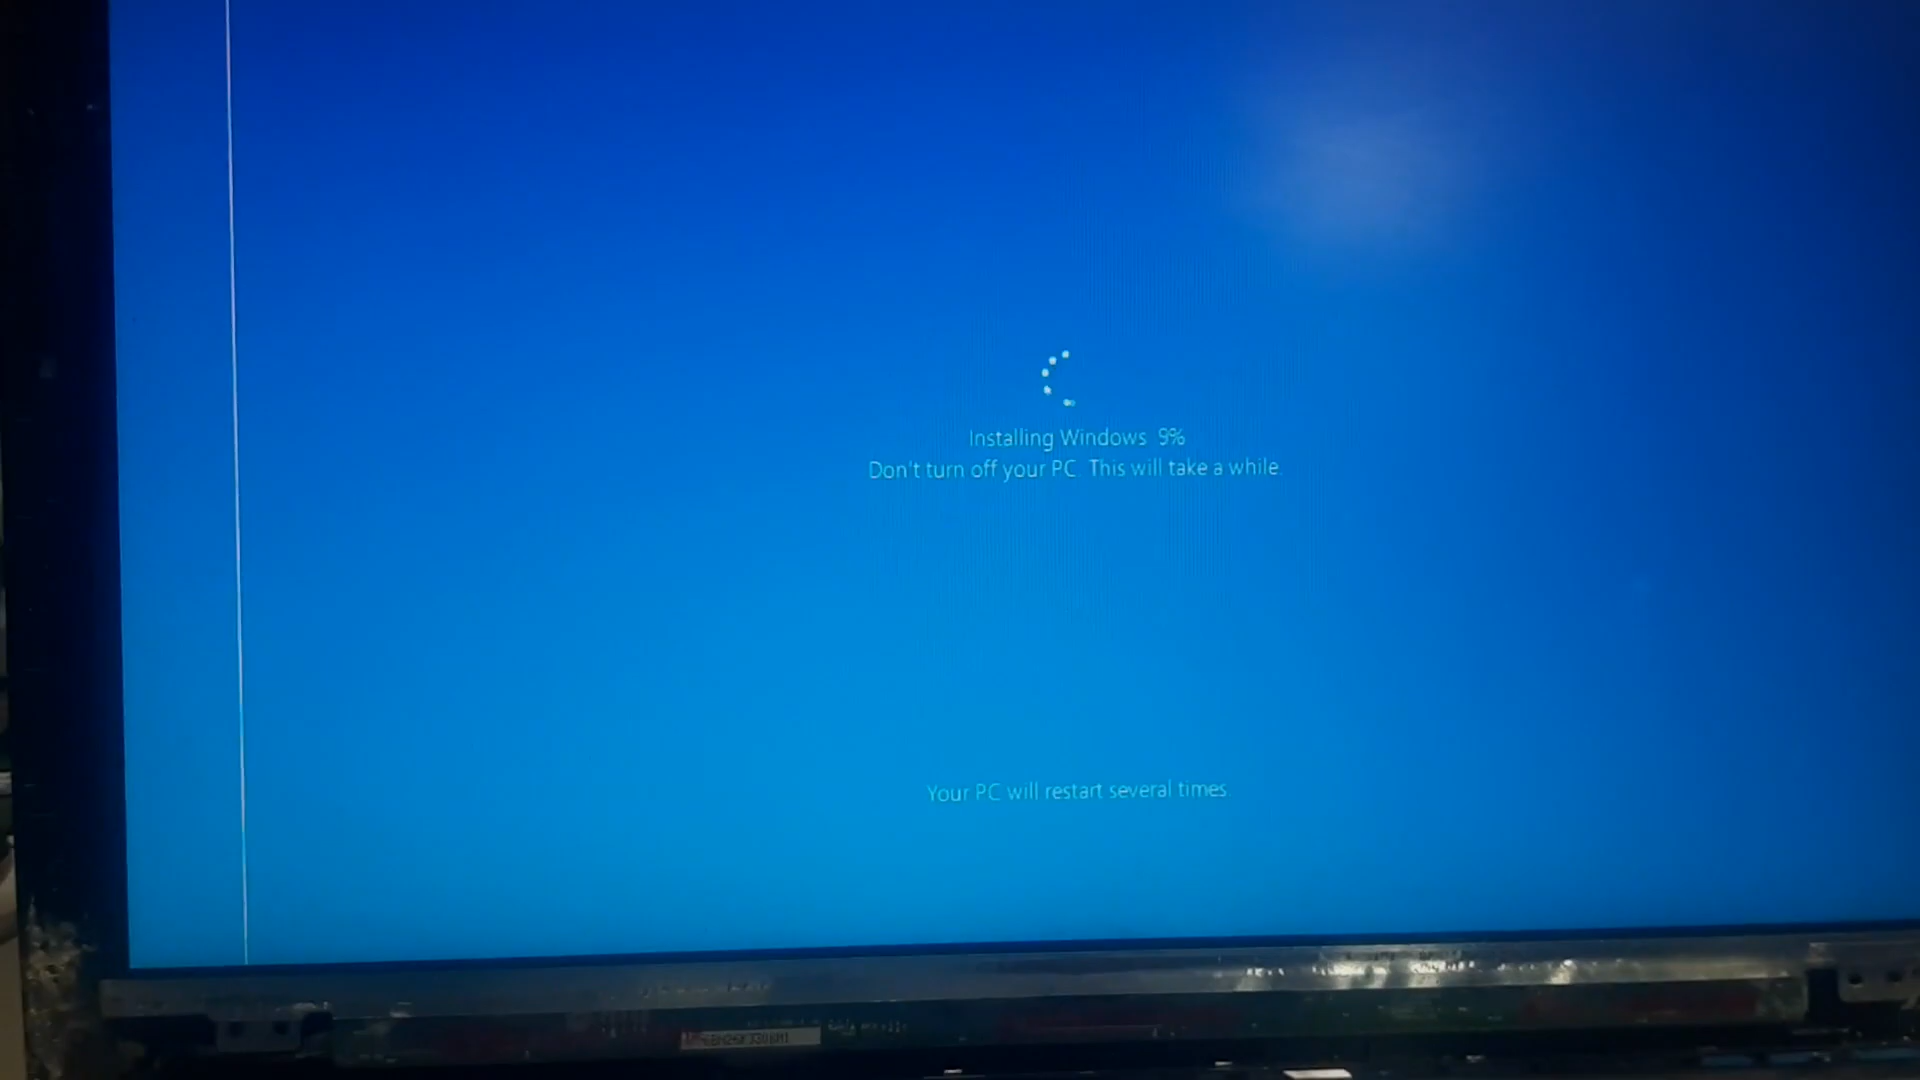 Installing Windows 9%
Don't turn off your PC. This will take a while.
Your PC will restart several times.